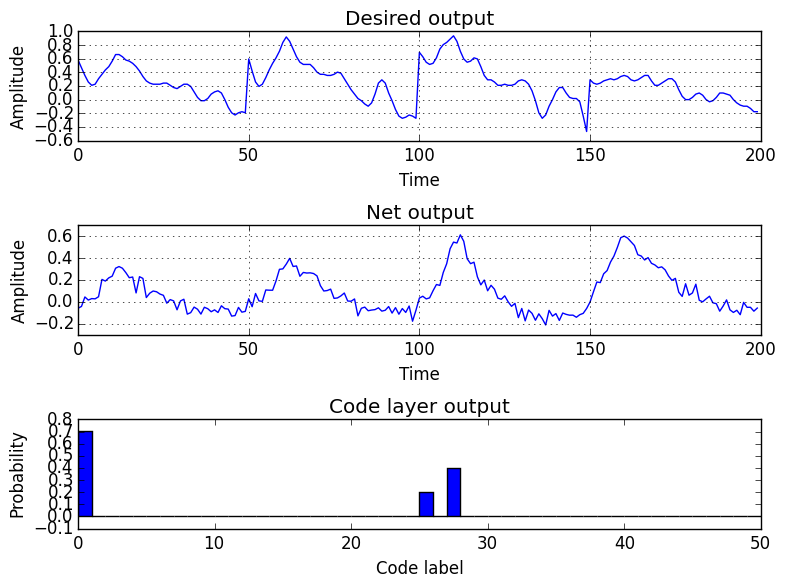 Desired output
1.0
0.8
0.6
0.4
0.2
0.0
−0.2
−0.4
−0.6
Amplitude
0 50 100 150 200
Time
Net output
0.6
0.4
0.2
0.0
−0.2
Amplitude
0 50 100 150 200
Time
Code layer output
0.8
0.7
0.6
0.5
0.4
0.3
0.2
0.1
0.0
−0.1
Probability
0 10 20 30 40 50
Code label